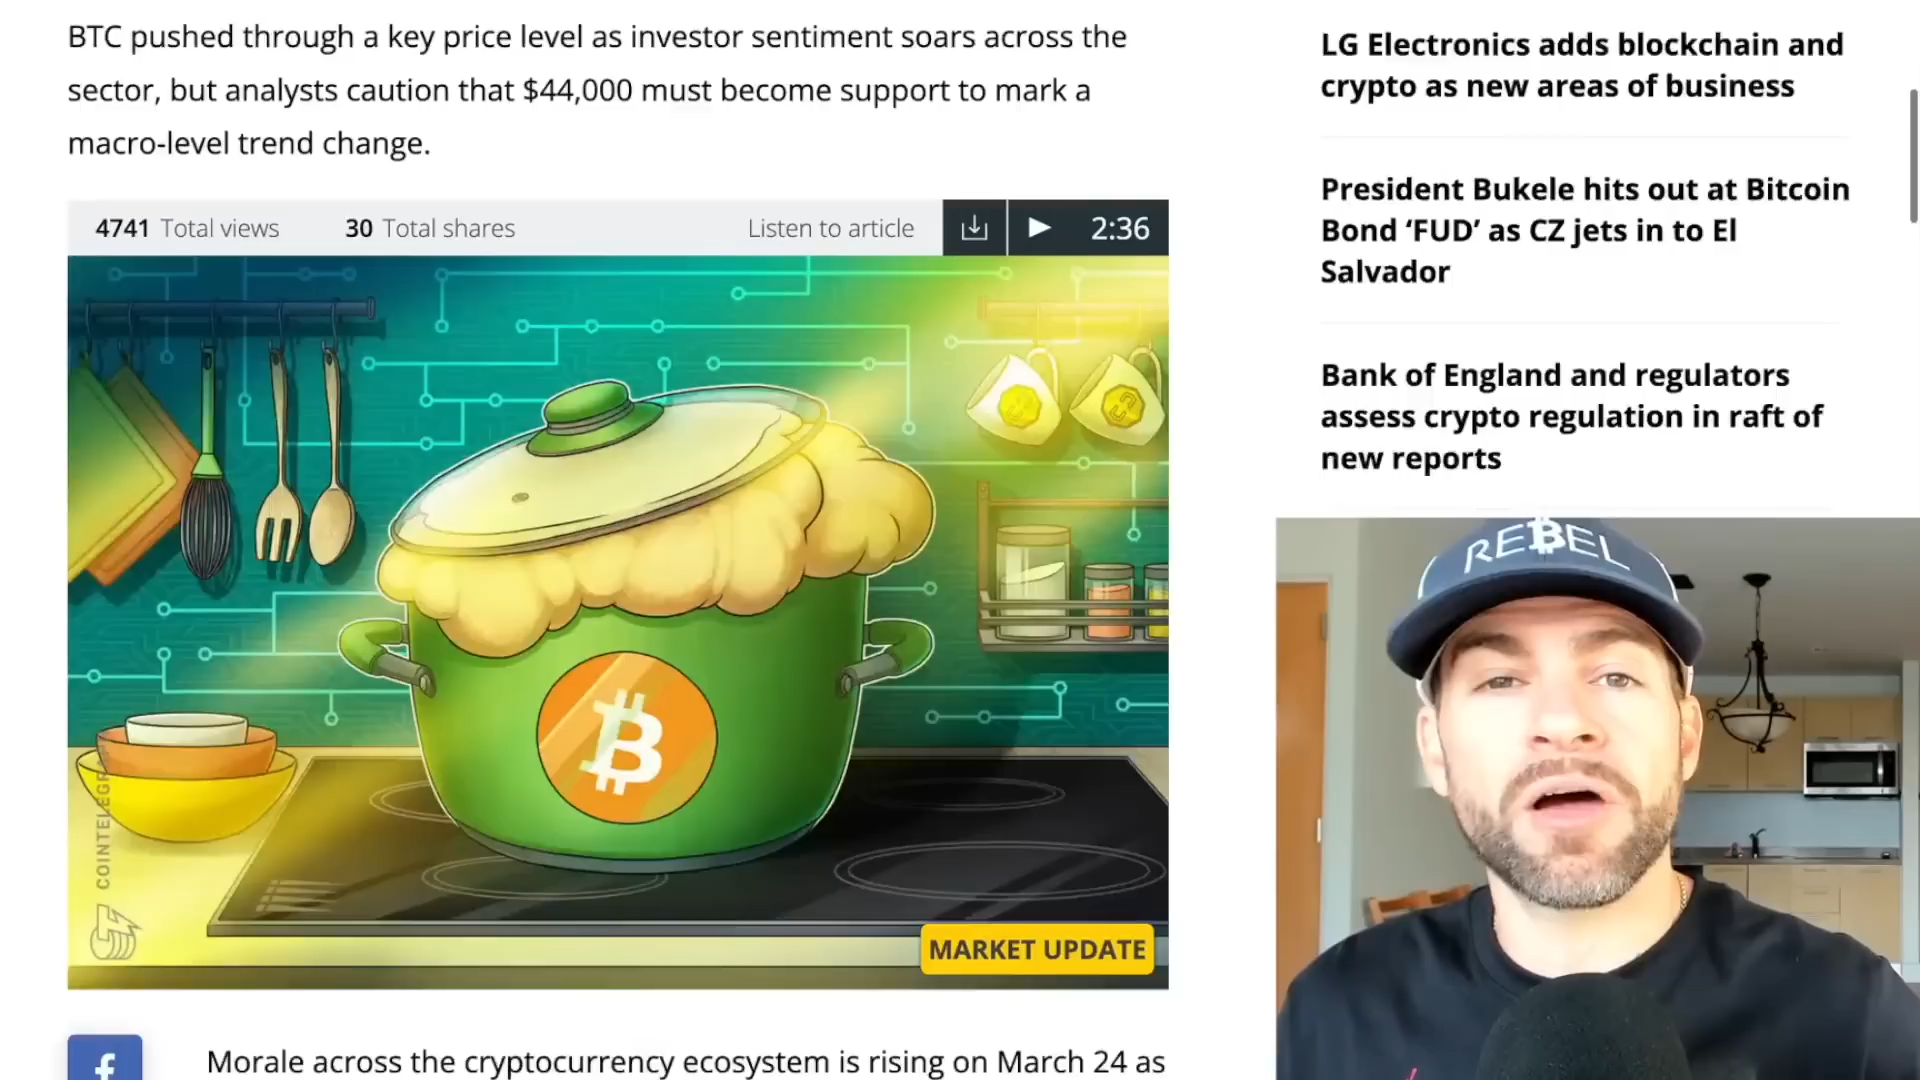 BTC pushed through a key price level as investor sentiment soars across the
sector, but analysts caution that $44,000 must become support to mark a
macro-level trend change.
4741 Total views 30 Total shares Listen to article 2:36
COINTELEGR
MARKET UPDATE
Morale across the cryptocurrency ecosystem is rising on March 24 as
LG Electronics adds blockchain and
crypto as new areas of business
President Bukele hits out at Bitcoin
Bond ‘FUD’ as CZ jets in to El
Salvador
Bank of England and regulators
assess crypto regulation in raft of
new reports
RE₿EL